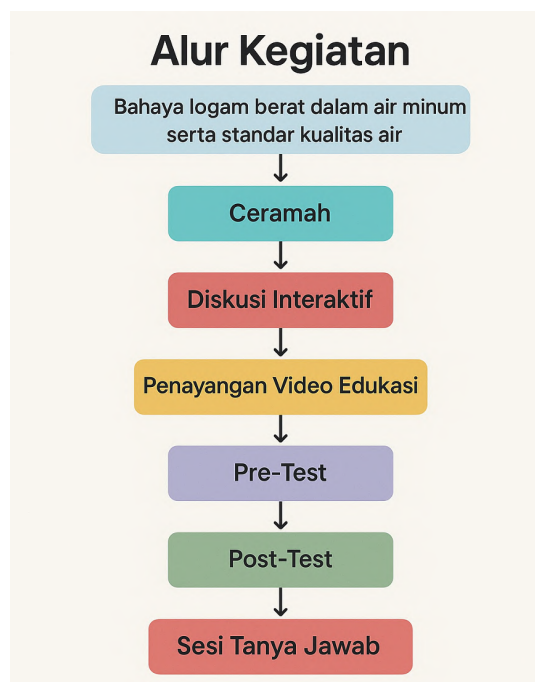 Alur Kegiatan
Bahaya logam berat dalam air minum
serta standar kualitas air
Ceramah
Diskusi Interaktif
Penayangan Video Edukasi
Pre-Test
Post-Test
Sesi Tanya Jawab